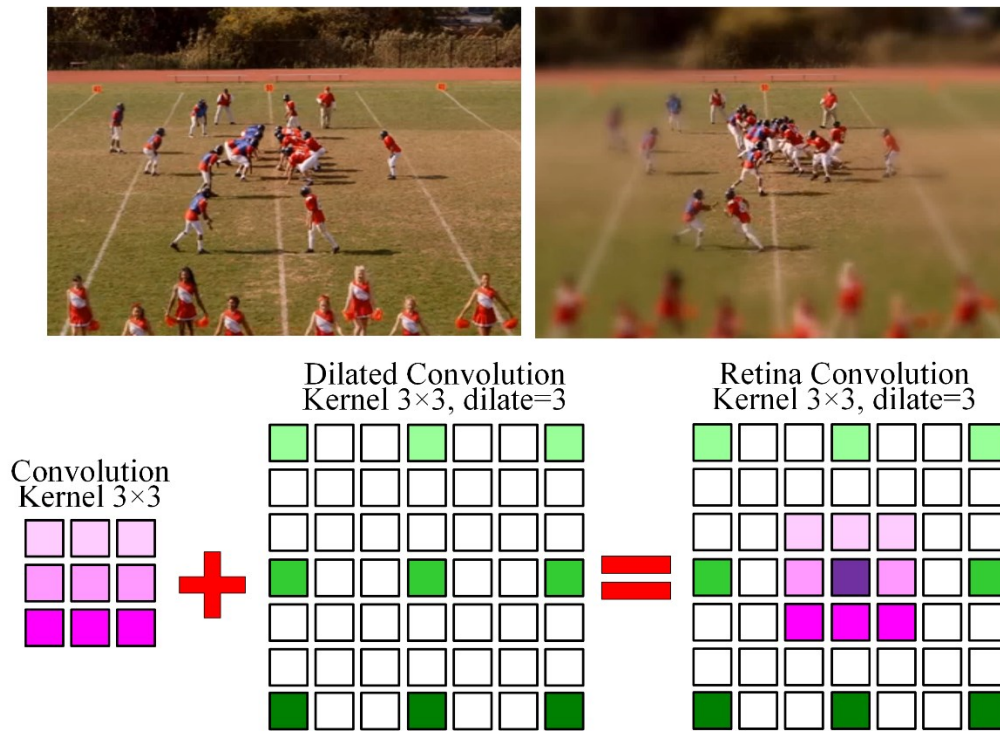 Dilated Convolution
Kernel 3×3, dilate=3
Retina Convolution
Kernel 3×3, dilate=3
Convolution
Kernel 3×3